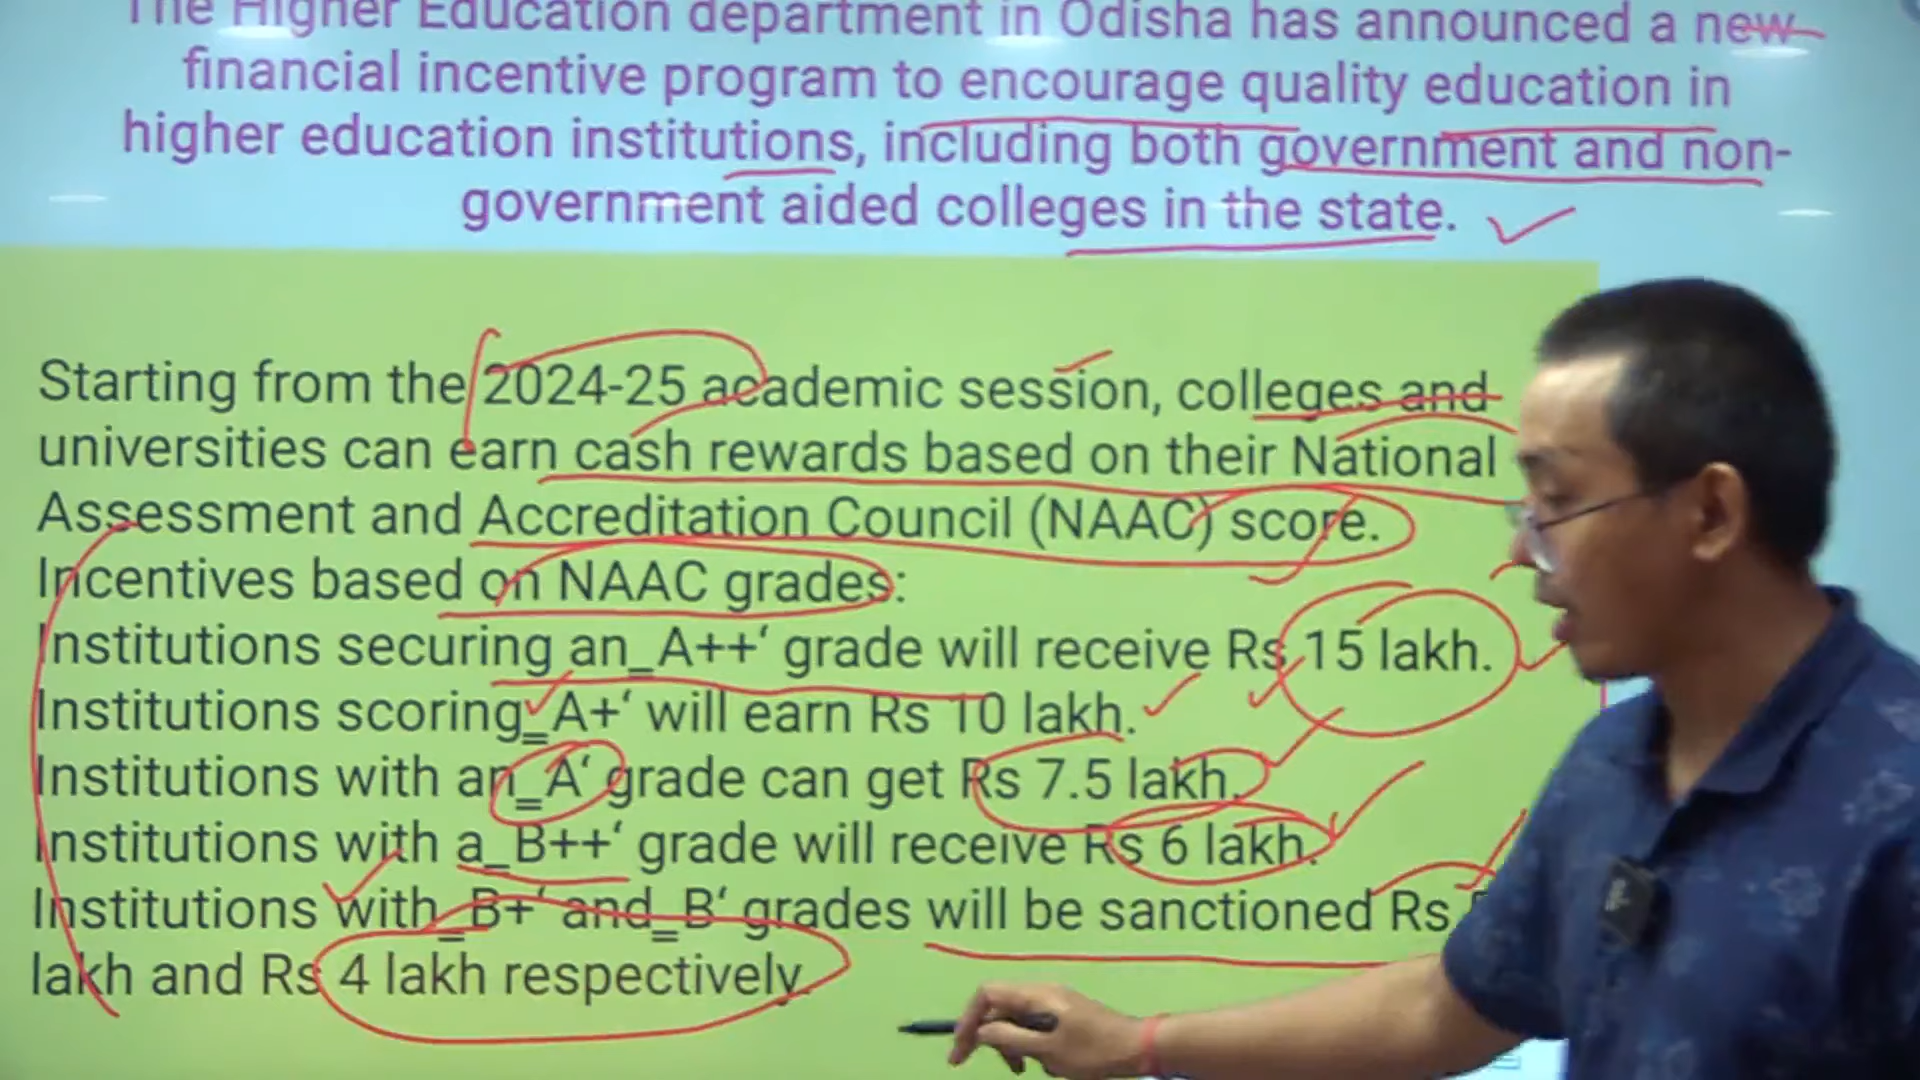 The Higher Education department in Odisha has announced a new
financial incentive program to encourage quality education in
higher education institutions, including both government and non-
government aided colleges in the state.
Starting from the 2024-25 academic session, colleges and
universities can earn cash rewards based on their National
Assessment and Accreditation Council (NAAC) score.
Incentives based on NAAC grades:
Institutions securing an_A++‘ grade will receive Rs 15 lakh.
Institutions scoring_A+‘ will earn Rs 10 lakh.
Institutions with an_A‘ grade can get Rs 7.5 lakh.
Institutions with a_B++‘ grade will receive Rs 6 lakh.
Institutions with_B+‘ and_B‘ grades will be sanctioned Rs
lakh and Rs 4 lakh respectively.